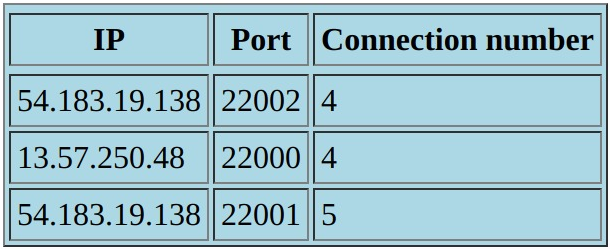 IP Port Connection number
54.183.19.138 22002 4
13.57.250.48 22000 4
54.183.19.138 22001 5